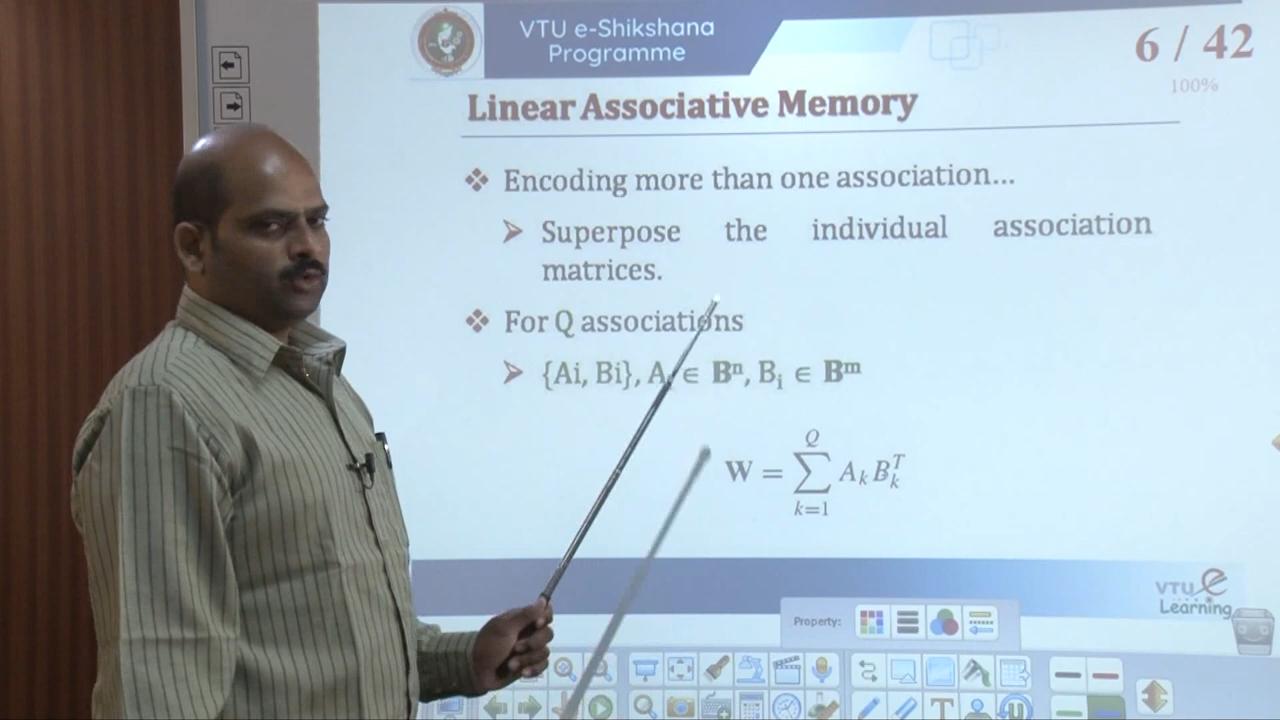 VTU e-Shikshana
Programme
6 / 42
100%
Linear Associative Memory
❖ Encoding more than one association...
➢ Superpose the individual association
matrices.
❖ For Q associations
➢ {Ai, Bi}, Aᵢ ∈ 𝐁ⁿ, Bᵢ ∈ 𝐁ᵐ
W = ∑_{k=1}^{Q} A_k B_k^T
VTU e
Learning
Property: